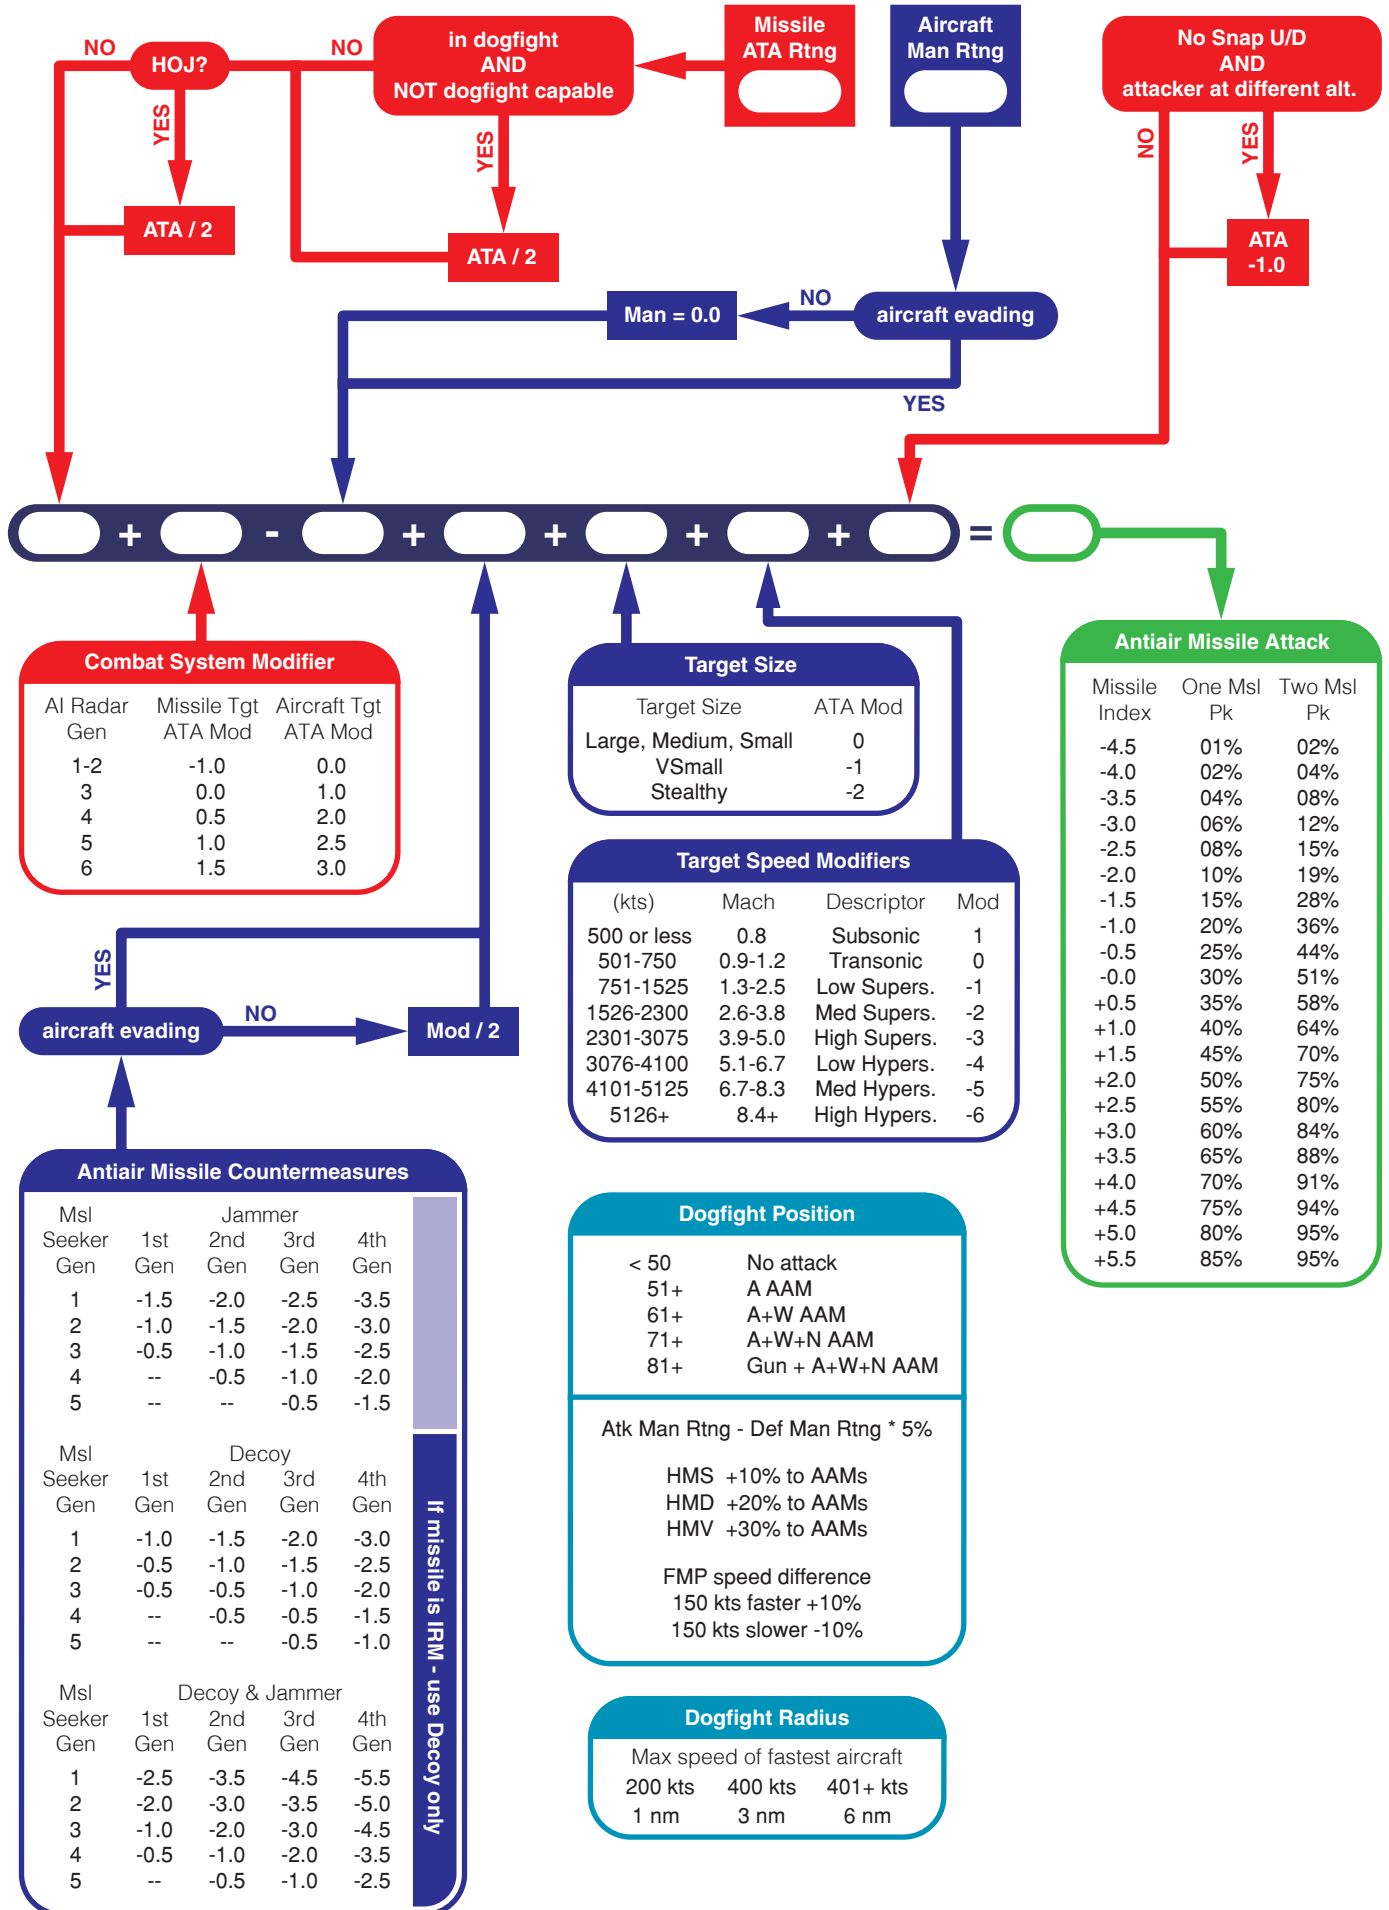 Missile
ATA Rtng
Aircraft
Man Rtng
in dogfight
AND
NOT dogfight capable
NO
HOJ?
NO
YES
YES
ATA / 2
ATA / 2
No Snap U/D
AND
attacker at different alt.
NO
YES
ATA
-1.0
aircraft evading
NO
Man = 0.0
YES
+ - + + + + =
Combat System Modifier
AI Radar Missile Tgt Aircraft Tgt
Gen ATA Mod ATA Mod
1-2 -1.0 0.0
3 0.0 1.0
4 0.5 2.0
5 1.0 2.5
6 1.5 3.0
YES
aircraft evading
NO
Mod / 2
Antiair Missile Countermeasures
Msl Jammer
Seeker 1st 2nd 3rd 4th
Gen Gen Gen Gen Gen
1 -1.5 -2.0 -2.5 -3.5
2 -1.0 -1.5 -2.0 -3.0
3 -0.5 -1.0 -1.5 -2.5
4 -- -0.5 -1.0 -2.0
5 -- -- -0.5 -1.5
Msl Decoy
Seeker 1st 2nd 3rd 4th
Gen Gen Gen Gen Gen
1 -1.0 -1.5 -2.0 -3.0
2 -0.5 -1.0 -1.5 -2.5
3 -0.5 -0.5 -1.0 -2.0
4 -- -0.5 -0.5 -1.5
5 -- -- -0.5 -1.0
Msl Decoy & Jammer
Seeker 1st 2nd 3rd 4th
Gen Gen Gen Gen Gen
1 -2.5 -3.5 -4.5 -5.5
2 -2.0 -3.0 -3.5 -5.0
3 -1.0 -2.0 -3.0 -4.5
4 -0.5 -1.0 -2.0 -3.5
5 -- -0.5 -1.0 -2.5
If missile is IRM - use Decoy only
Target Size
Target Size ATA Mod
Large, Medium, Small 0
VSmall -1
Stealthy -2
Target Speed Modifiers
(kts) Mach Descriptor Mod
500 or less 0.8 Subsonic 1
501-750 0.9-1.2 Transonic 0
751-1525 1.3-2.5 Low Supers. -1
1526-2300 2.6-3.8 Med Supers. -2
2301-3075 3.9-5.0 High Supers. -3
3076-4100 5.1-6.7 Low Hypers. -4
4101-5125 6.7-8.3 Med Hypers. -5
5126+ 8.4+ High Hypers. -6
Dogfight Position
< 50 No attack
51+ A AAM
61+ A+W AAM
71+ A+W+N AAM
81+ Gun + A+W+N AAM
Atk Man Rtng - Def Man Rtng * 5%
HMS +10% to AAMs
HMD +20% to AAMs
HMV +30% to AAMs
FMP speed difference
150 kts faster +10%
150 kts slower -10%
Dogfight Radius
Max speed of fastest aircraft
200 kts 400 kts 401+ kts
1 nm 3 nm 6 nm
Antiair Missile Attack
Missile One Msl Two Msl
Index Pk Pk
-4.5 01% 02%
-4.0 02% 04%
-3.5 04% 08%
-3.0 06% 12%
-2.5 08% 15%
-2.0 10% 19%
-1.5 15% 28%
-1.0 20% 36%
-0.5 25% 44%
-0.0 30% 51%
+0.5 35% 58%
+1.0 40% 64%
+1.5 45% 70%
+2.0 50% 75%
+2.5 55% 80%
+3.0 60% 84%
+3.5 65% 88%
+4.0 70% 91%
+4.5 75% 94%
+5.0 80% 95%
+5.5 85% 95%